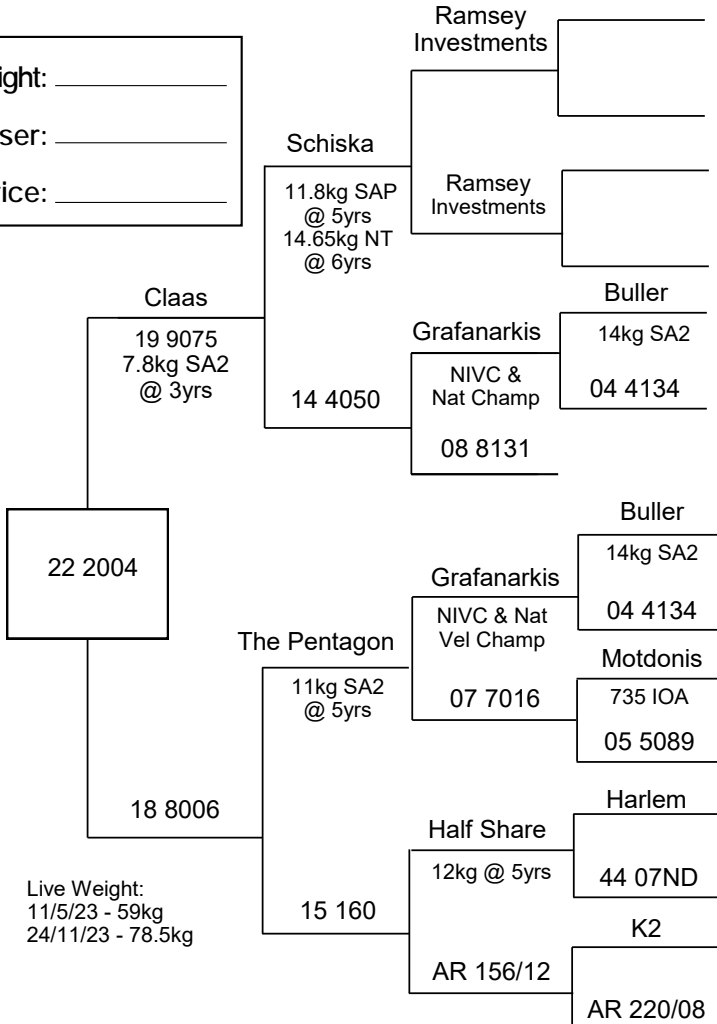 ight:
ser:
ice:
Ramsey
Investments
Schiska
11.8kg SAP
@ 5yrs
14.65kg NT
@ 6yrs
Ramsey
Investments
Claas
19 9075
7.8kg SA2
@ 3yrs
14 4050
Grafanarkis
NIVC &
Nat Champ
08 8131
Buller
14kg SA2
04 4134
22 2004
The Pentagon
11kg SA2
@ 5yrs
Grafanarkis
NIVC & Nat
Vel Champ
07 7016
Buller
14kg SA2
04 4134
Motdonis
735 IOA
05 5089
18 8006
15 160
Half Share
12kg @ 5yrs
AR 156/12
Harlem
44 07ND
K2
AR 220/08
Live Weight:
11/5/23 - 59kg
24/11/23 - 78.5kg